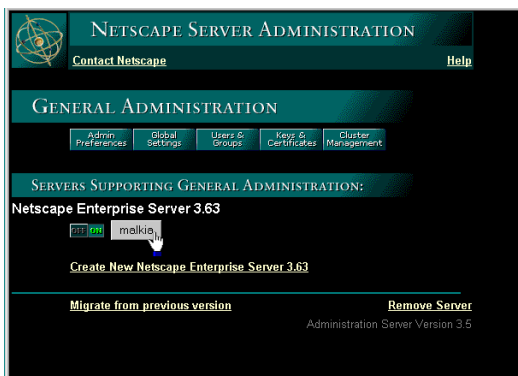 NETSCAPE SERVER ADMINISTRATION
Contact Netscape Help
GENERAL ADMINISTRATION
Admin Preferences Global Settings Users & Groups Keys & Certificates Cluster Management
SERVERS SUPPORTING GENERAL ADMINISTRATION:
Netscape Enterprise Server 3.63
OFF ON malkia
Create New Netscape Enterprise Server 3.63
Migrate from previous version Remove Server
Administration Server Version 3.5